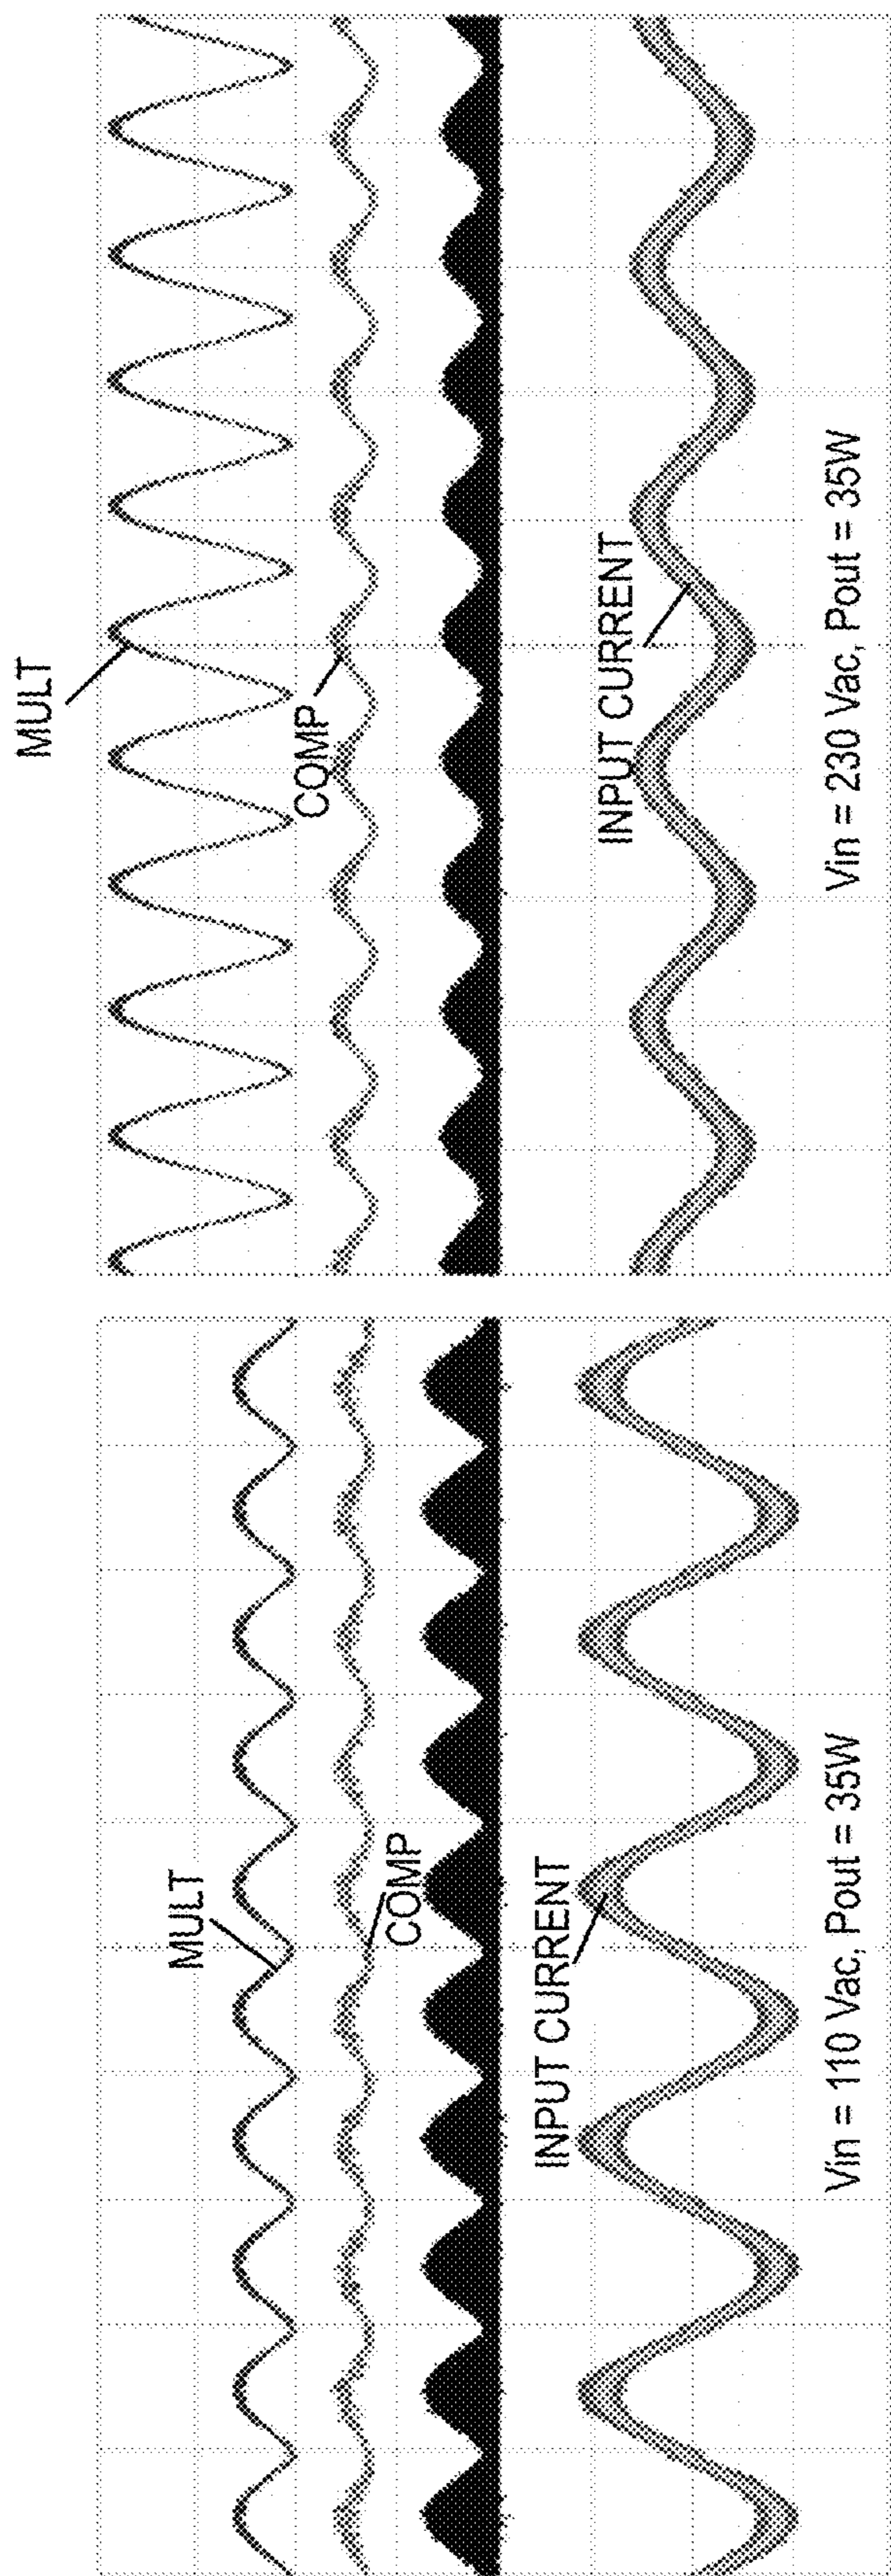 MULT
COMP
INPUT CURRENT
Vin = 110 Vac, Pout = 35W
MULT
COMP
INPUT CURRENT
Vin = 230 Vac, Pout = 35W